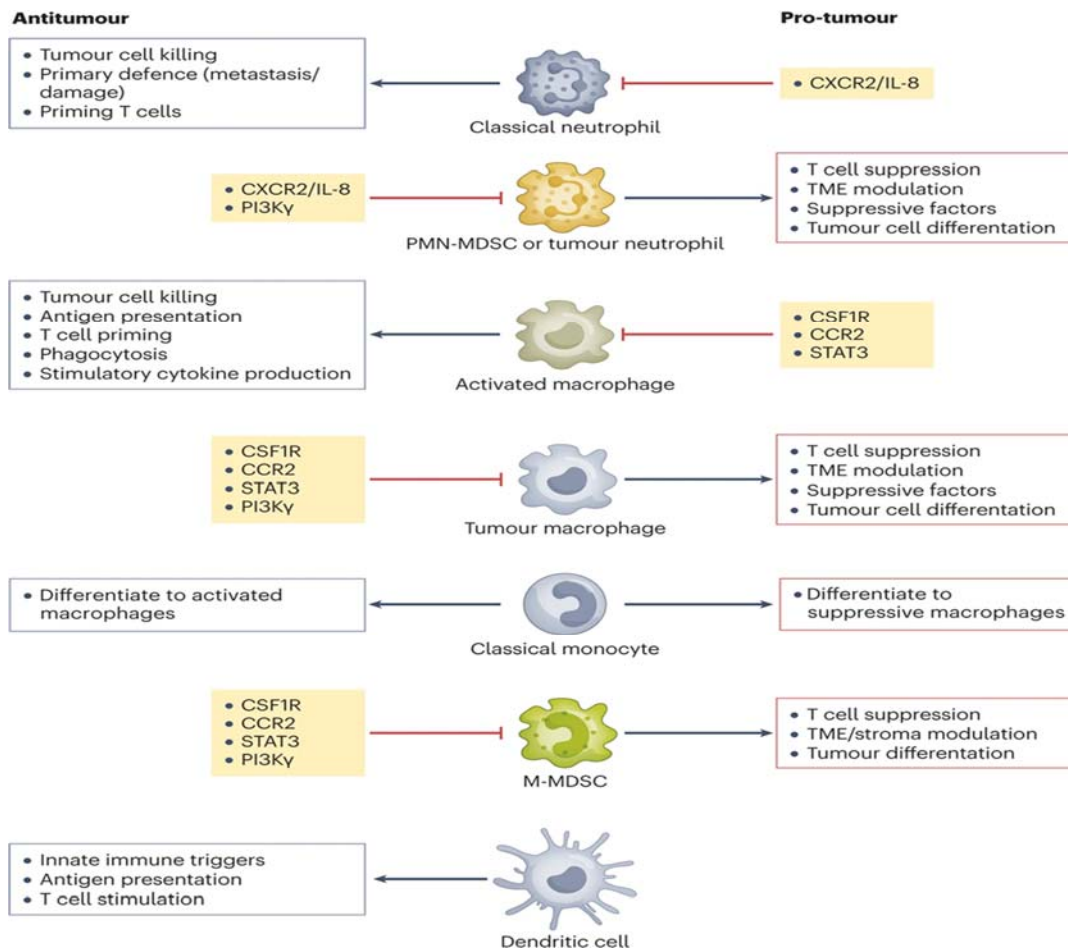 Antitumour
Pro-tumour
• Tumour cell killing
• Primary defence (metastasis/
damage)
• Priming T cells
Classical neutrophil
• CXCR2/IL-8
• CXCR2/IL-8
• PI3Kγ
PMN-MDSC or tumour neutrophil
• T cell suppression
• TME modulation
• Suppressive factors
• Tumour cell differentation
• Tumour cell killing
• Antigen presentation
• T cell priming
• Phagocytosis
• Stimulatory cytokine production
Activated macrophage
• CSF1R
• CCR2
• STAT3
• CSF1R
• CCR2
• STAT3
• PI3Kγ
Tumour macrophage
• T cell suppression
• TME modulation
• Suppressive factors
• Tumour cell differentation
• Differentiate to activated
macrophages
Classical monocyte
• Differentiate to
suppressive macrophages
• CSF1R
• CCR2
• STAT3
• PI3Kγ
M-MDSC
• T cell suppression
• TME/stroma modulation
• Tumour differentation
• Innate immune triggers
• Antigen presentation
• T cell stimulation
Dendritic cell